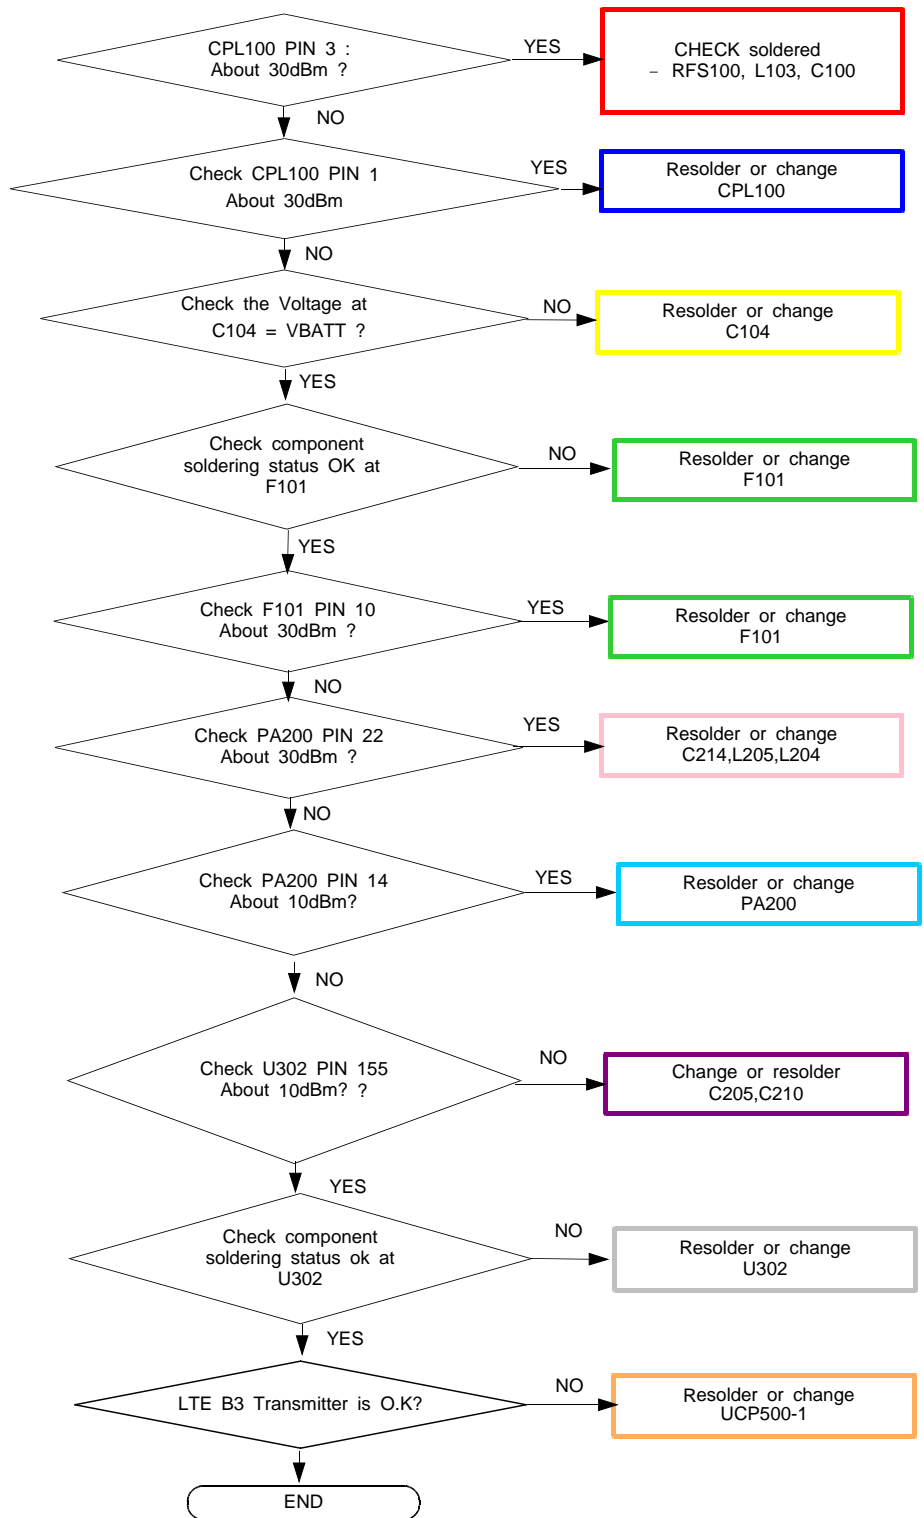 CPL100 PIN 3 :
About 30dBm ?
YES
CHECK soldered
– RFS100, L103, C100
NO
Check CPL100 PIN 1
About 30dBm
YES
Resolder or change
CPL100
NO
Check the Voltage at
C104 = VBATT ?
NO
Resolder or change
C104
YES
Check component
soldering status OK at
F101
NO
Resolder or change
F101
YES
Check F101 PIN 10
About 30dBm ?
YES
Resolder or change
F101
NO
Check PA200 PIN 22
About 30dBm ?
YES
Resolder or change
C214,L205,L204
NO
Check PA200 PIN 14
About 10dBm?
YES
Resolder or change
PA200
NO
Check U302 PIN 155
About 10dBm? ?
NO
Change or resolder
C205,C210
YES
Check component
soldering status ok at
U302
NO
Resolder or change
U302
YES
LTE B3 Transmitter is O.K?
NO
Resolder or change
UCP500-1
END